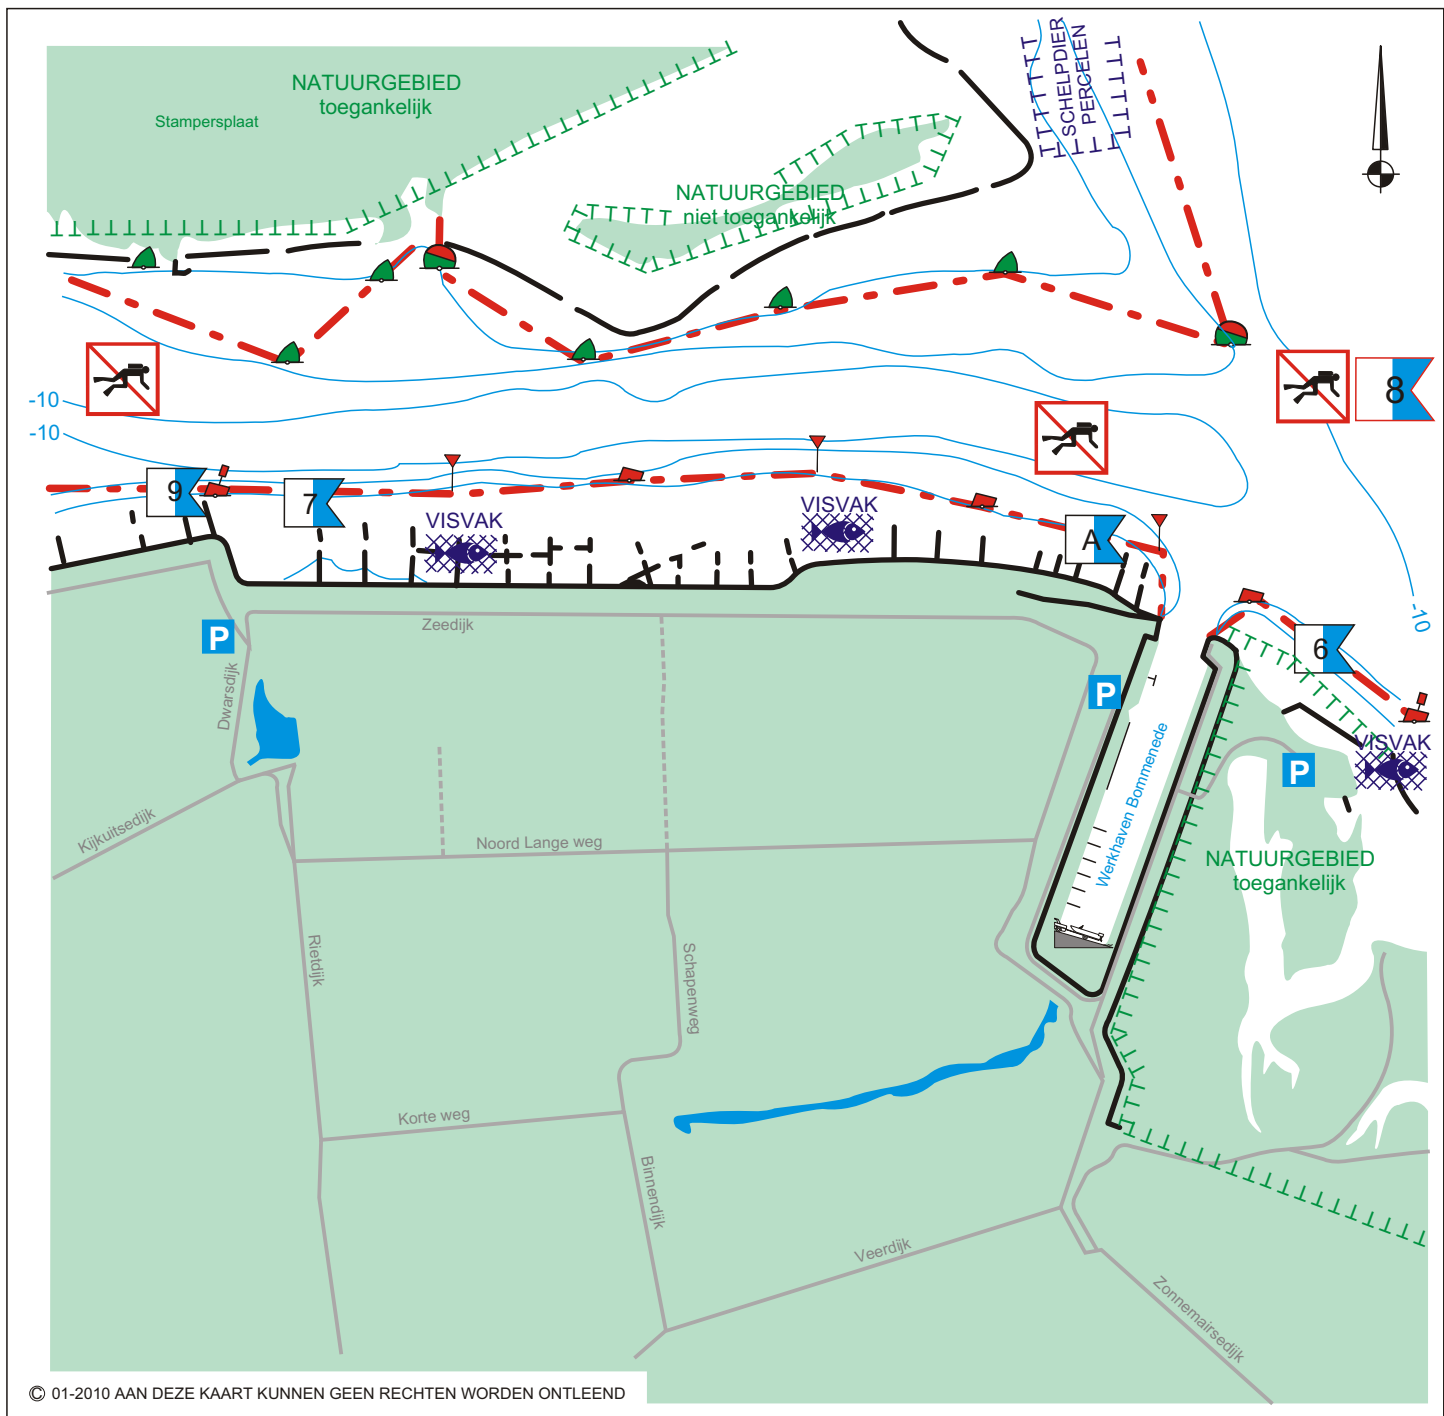 NATUURGEBIED
toegankelijk
Stampersplaat
SCHELPDIER
PERCELEN
NATUURGEBIED
niet toegankelijk
8
-10
-10
9
7
VISVAK
VISVAK
A
-10
6
P
Zeedijk
Dwarsdijk
P
VISVAK
P
Werkhaven Bommenede
Kijkuitsedijk
Noord Lange weg
NATUURGEBIED
toegankelijk
Rietdijk
Schapenweg
Korte weg
Binnendijk
Veerdijk
Zonnemairsedijk
© 01-2010 AAN DEZE KAART KUNNEN GEEN RECHTEN WORDEN ONTLEEND